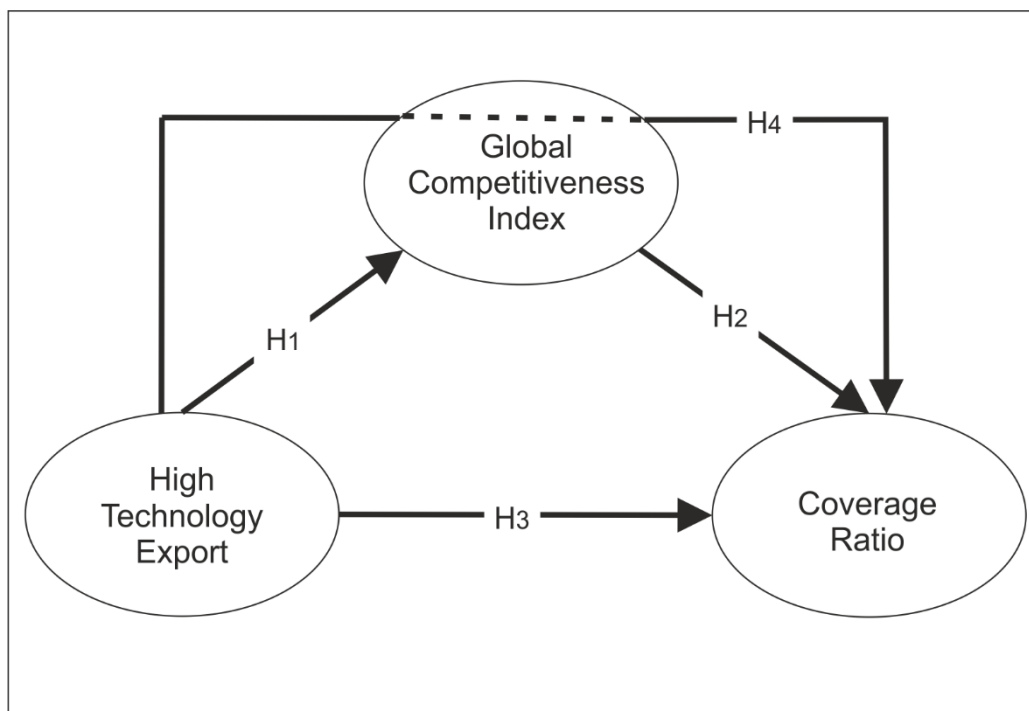 H4
Global
Competitiveness
Index
H2
H1
High
Technology
Export
H3
Coverage
Ratio